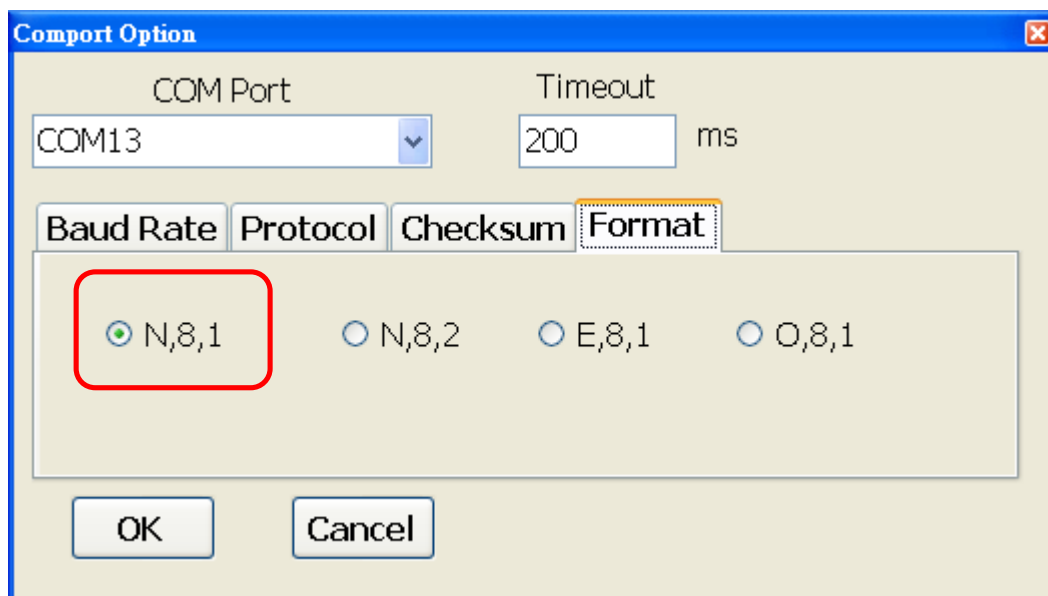 Comport Option
COM Port Timeout
COM13 200 ms
Baud Rate Protocol Checksum Format
N,8,1 N,8,2 E,8,1 O,8,1
OK Cancel